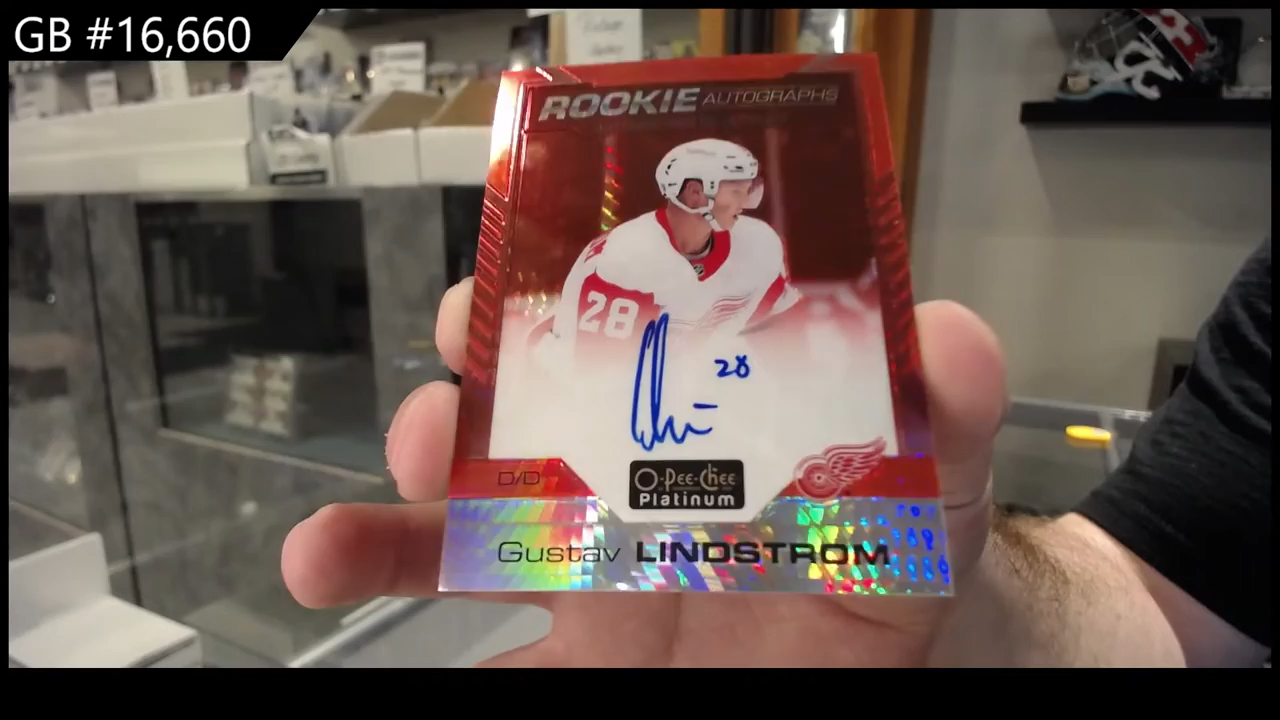 GB #16,660
ROOKIE AUTOGRAPHS
28
28
D/D
O-Pee-Chee
Platinum
Gustav LINDSTROM